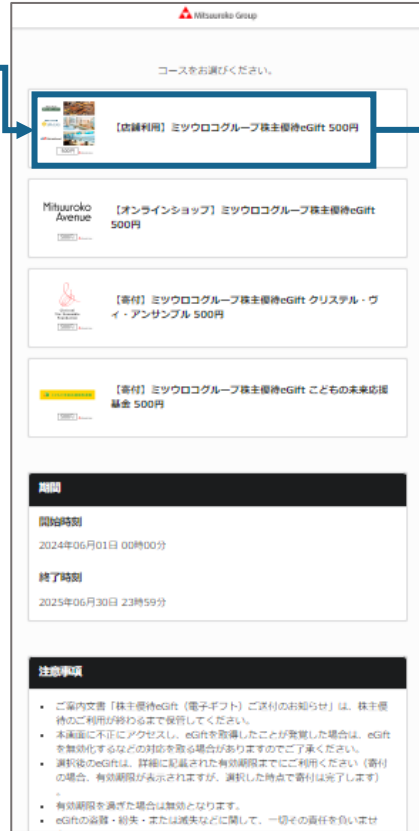 Mitsuuroko Group
コースをお選びください。
【店舗利用】ミツウロコグループ株主優待eGift 500円
Mitsuuroko
Avenue
【オンラインショップ】ミツウロコグループ株主優待eGift
500円
【寄付】ミツウロコグループ株主優待eGift クリステル・ヴ
ィ・アンサンブル 500円
【寄付】ミツウロコグループ株主優待eGift こどもの未来応援
基金 500円
期間
開始時刻
2024年06月01日 00時00分
終了時刻
2025年06月30日 23時59分
注意事項
• ご案内文書「株主優待eGift（電子ギフト）ご送付のお知らせ」は、株主優
待のご利用が終わるまで保管してください。
• 本画面に不正にアクセスし、eGiftを取得したことが発覚した場合は、eGift
を無効化するなどの対応を取る場合がありますのでご了承ください。
• 選択後のeGiftは、詳細に記載された有効期限までにご利用ください（寄付
の場合、有効期限が表示されますが、選択した時点で寄付は完了します）
。
• 有効期限を過ぎた場合は無効となります。
• eGiftの盗難・紛失・または滅失などに関して、一切その責任を負いませ